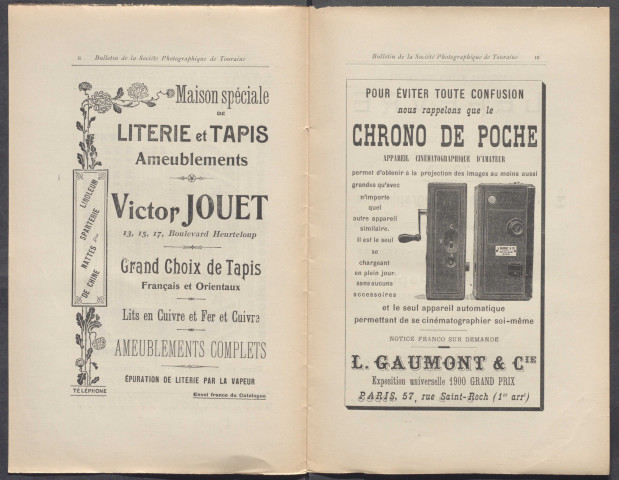 II Bulletin de la Société Photographique de Touraine
Maison spéciale
DE
LITERIE et TAPIS
Ameublements
LINOLEUM
SPARTERIE
NATTES
DE CHINE
Victor JOUET
13, 15, 17, Boulevard Heurteloup
Grand Choix de Tapis
Français et Orientaux
Lits en Cuivre et Fer et Cuivre
AMEUBLEMENTS COMPLETS
ÉPURATION DE LITERIE PAR LA VAPEUR
TÉLÉPHONE
Envoi franco du Catalogue
Bulletin de la Société Photographique de Touraine
POUR ÉVITER TOUTE CONFUSION
nous rappelons que le
CHRONO DE POCHE
APPAREIL CINÉMATOGRAPHIQUE D'AMATEUR
permet d'obtenir à la projection des images au moins aussi
grandes qu'avec
n'importe
quel
autre appareil
similaire.
Il est le seul
se
chargeant
en plein jour
sans aucuns
accessoires
et le seul appareil automatique
permettant de se cinématographier soi-même
NOTICE FRANCO SUR DEMANDE
L. GAUMONT & CIE
Exposition universelle 1900 GRAND PRIX
PARIS, 57, rue Saint-Roch (1er arrt)